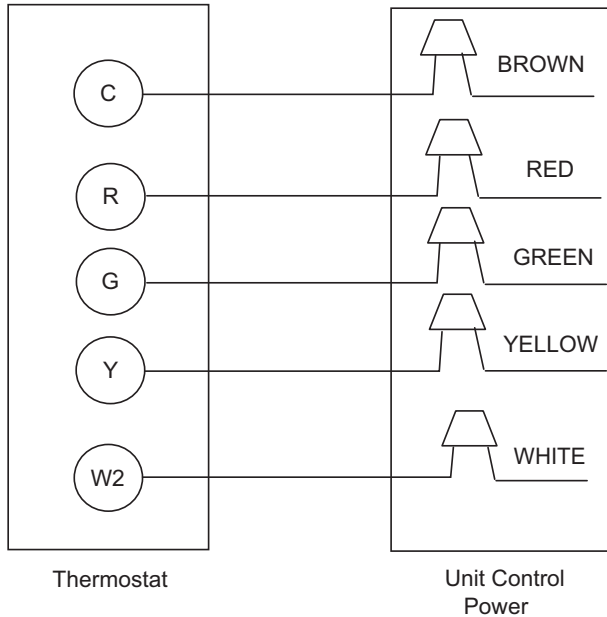 C
BROWN
R
RED
G
GREEN
Y
YELLOW
W2
WHITE
Thermostat
Unit Control
Power